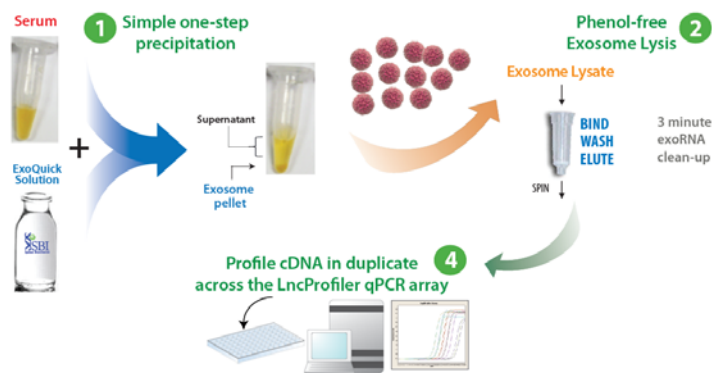 Serum
1
Simple one-step
precipitation
ExoQuick
Solution
SBI
+
Supernatant
Exosome
pellet
2
Phenol-free
Exosome Lysis
Exosome Lysate
BIND
WASH
ELUTE
3 minute
exoRNA
clean-up
SPIN
4
Profile cDNA in duplicate
across the LncProfiler qPCR array